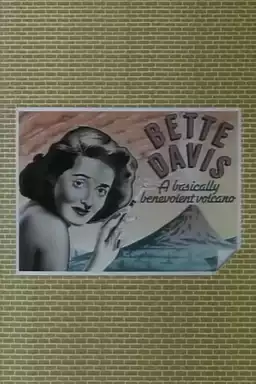 BETTE
DAVIS
A basically
benevolent volcano